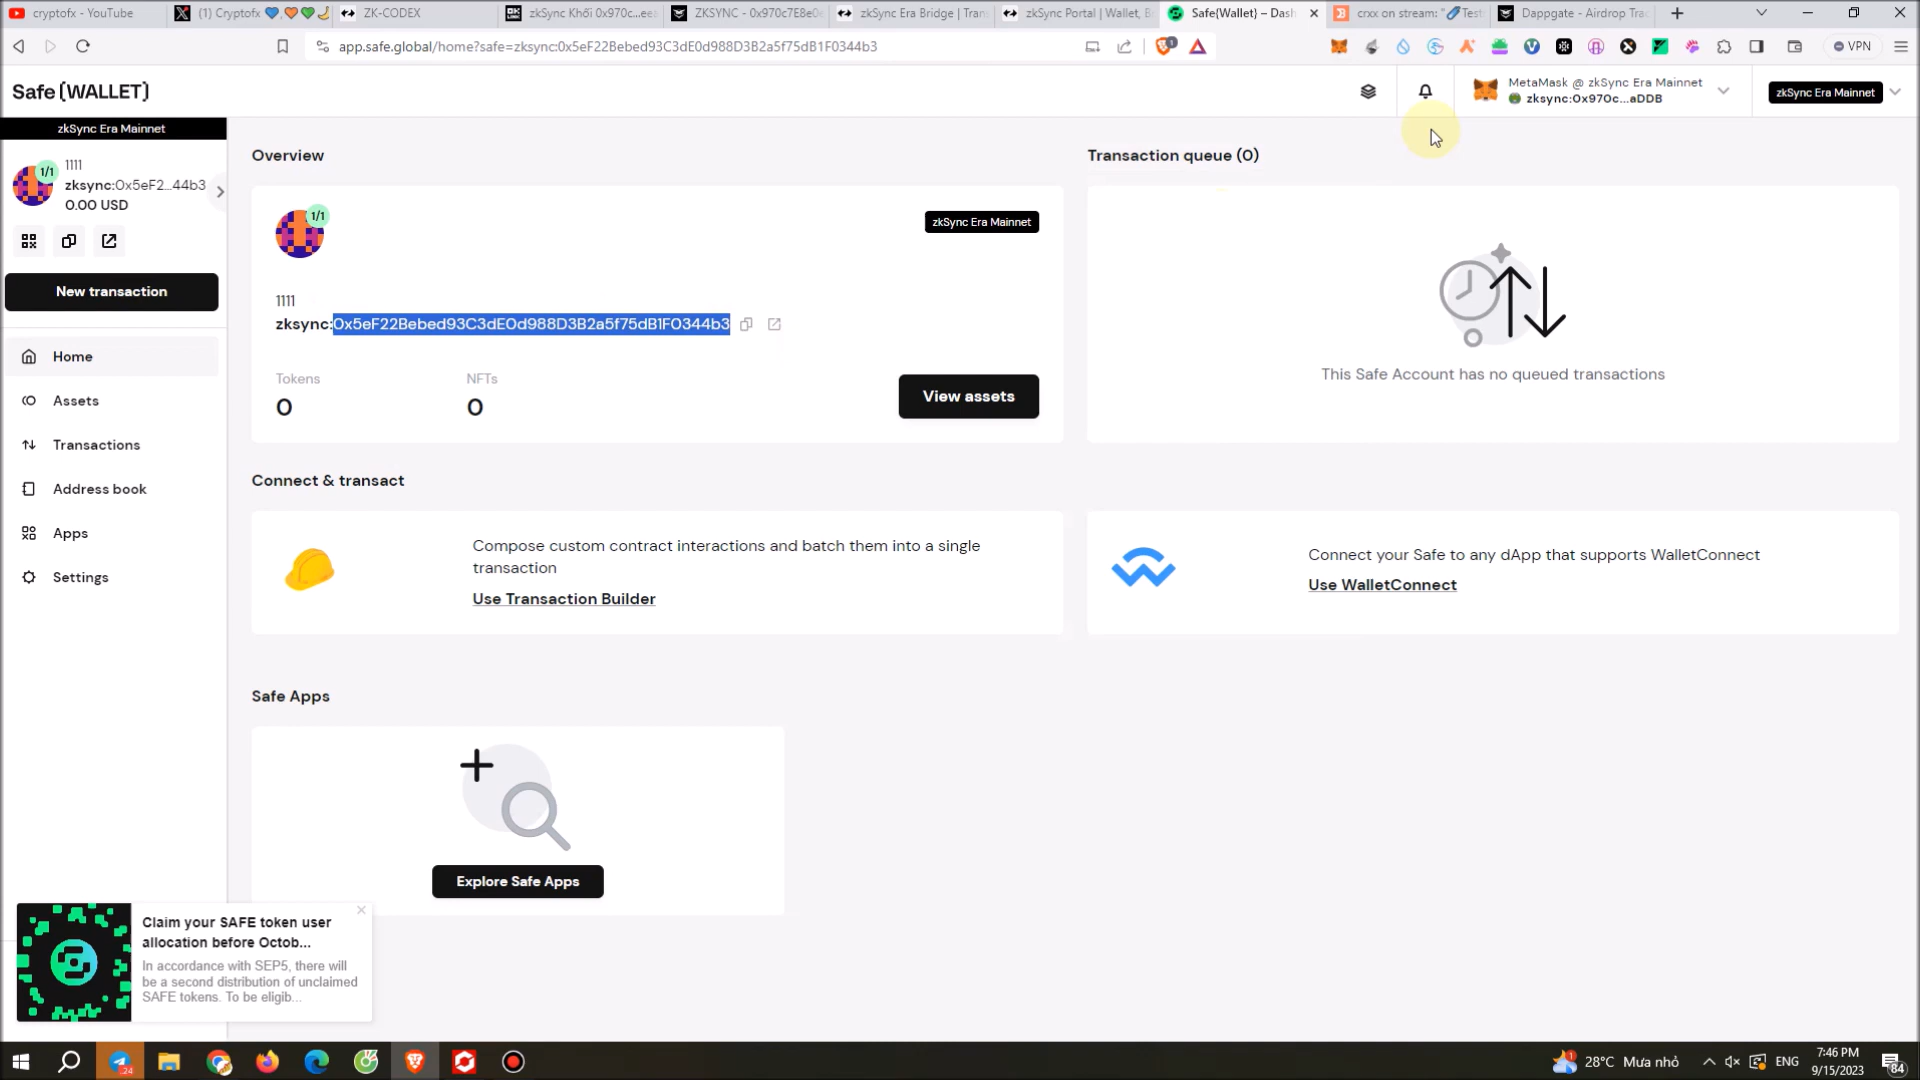 cryptofx - YouTube
(1) Cryptofx 💙,🧡💚💚🌙
ZK-CODEX
zkSync Khối 0x970c...ee
ZKSYNC - 0x970c7E8e0e
zkSync Era Bridge | Tran
zkSync Portal | Wallet, B
Safe{Wallet} – Dash
crxx on stream: "🔗Test
Dappgate - Airdrop Trac
app.safe.global/home?safe=zksync:0x5eF22Bebed93C3dE0d988D3B2a5f75dB1F0344b3
1
VPN
Safe{WALLET}
MetaMask @ zkSync Era Mainnet
zksync:0x970c...aDDB
zkSync Era Mainnet
zkSync Era Mainnet
1/1
1111
zksync:0x5eF2...44b3
0.00 USD
New transaction
Home
Assets
Transactions
Address book
Apps
Settings
Overview
1/1
zkSync Era Mainnet
1111
zksync:0x5eF22Bebed93C3dE0d988D3B2a5f75dB1F0344b3
Tokens
0
NFTs
0
View assets
Transaction queue (0)
This Safe Account has no queued transactions
Connect & transact
Compose custom contract interactions and batch them into a single
transaction
Use Transaction Builder
Connect your Safe to any dApp that supports WalletConnect
Use WalletConnect
Safe Apps
Explore Safe Apps
Claim your SAFE token user
allocation before Octob...
In accordance with SEP5, there will
be a second distribution of unclaimed
SAFE tokens. To be eligib...
24
1
28°C Mưa nhỏ
ENG
7:46 PM
9/15/2023
84